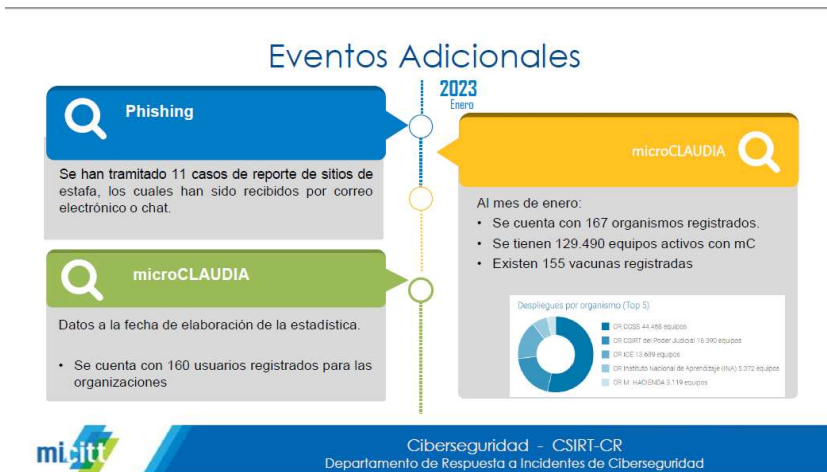 Eventos Adicionales
2023
Enero
Phishing
Se han tramitado 11 casos de reporte de sitios de
estafa, los cuales han sido recibidos por correo
electrónico o chat.
microCLAUDIA
Al mes de enero:
• Se cuenta con 167 organismos registrados.
• Se tienen 129.490 equipos activos con mC
• Existen 155 vacunas registradas
Despliegues por organismo (Top 5)
CR CCSS 44.468 equipos
CR CSIRT del Poder Judicial 16.390 equipos
CR ICE 13.689 equipos
CR Instituto Nacional de Aprendizaje (INA) 5.372 equipos
CR M. HACIENDA 3.119 equipos
microCLAUDIA
Datos a la fecha de elaboración de la estadística.
• Se cuenta con 160 usuarios registrados para las
organizaciones
micitt
Ciberseguridad - CSIRT-CR
Departamento de Respuesta a Incidentes de Ciberseguridad